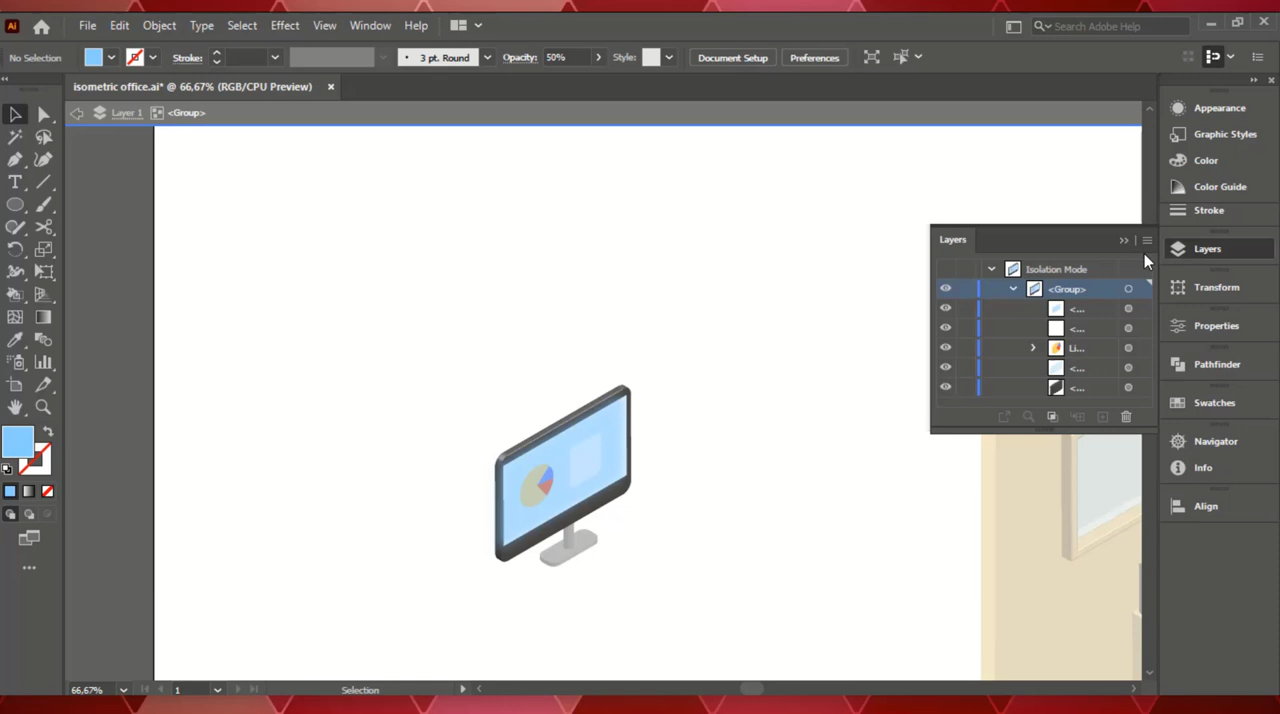 Ai File Edit Object Type Select Effect View Window Help Search Adobe Help
No Selection Stroke: 3 pt. Round Opacity: 50% Style: Document Setup Preferences
isometric office.ai* @ 66,67% (RGB/CPU Preview)
Layer 1 <Group>
Appearance
Graphic Styles
Color
Color Guide
Stroke
Layers
Transform
Properties
Pathfinder
Swatches
Navigator
Info
Align
Layers
Isolation Mode
<Group>
<...
<...
Li...
<...
<...
66,67% 1 Selection